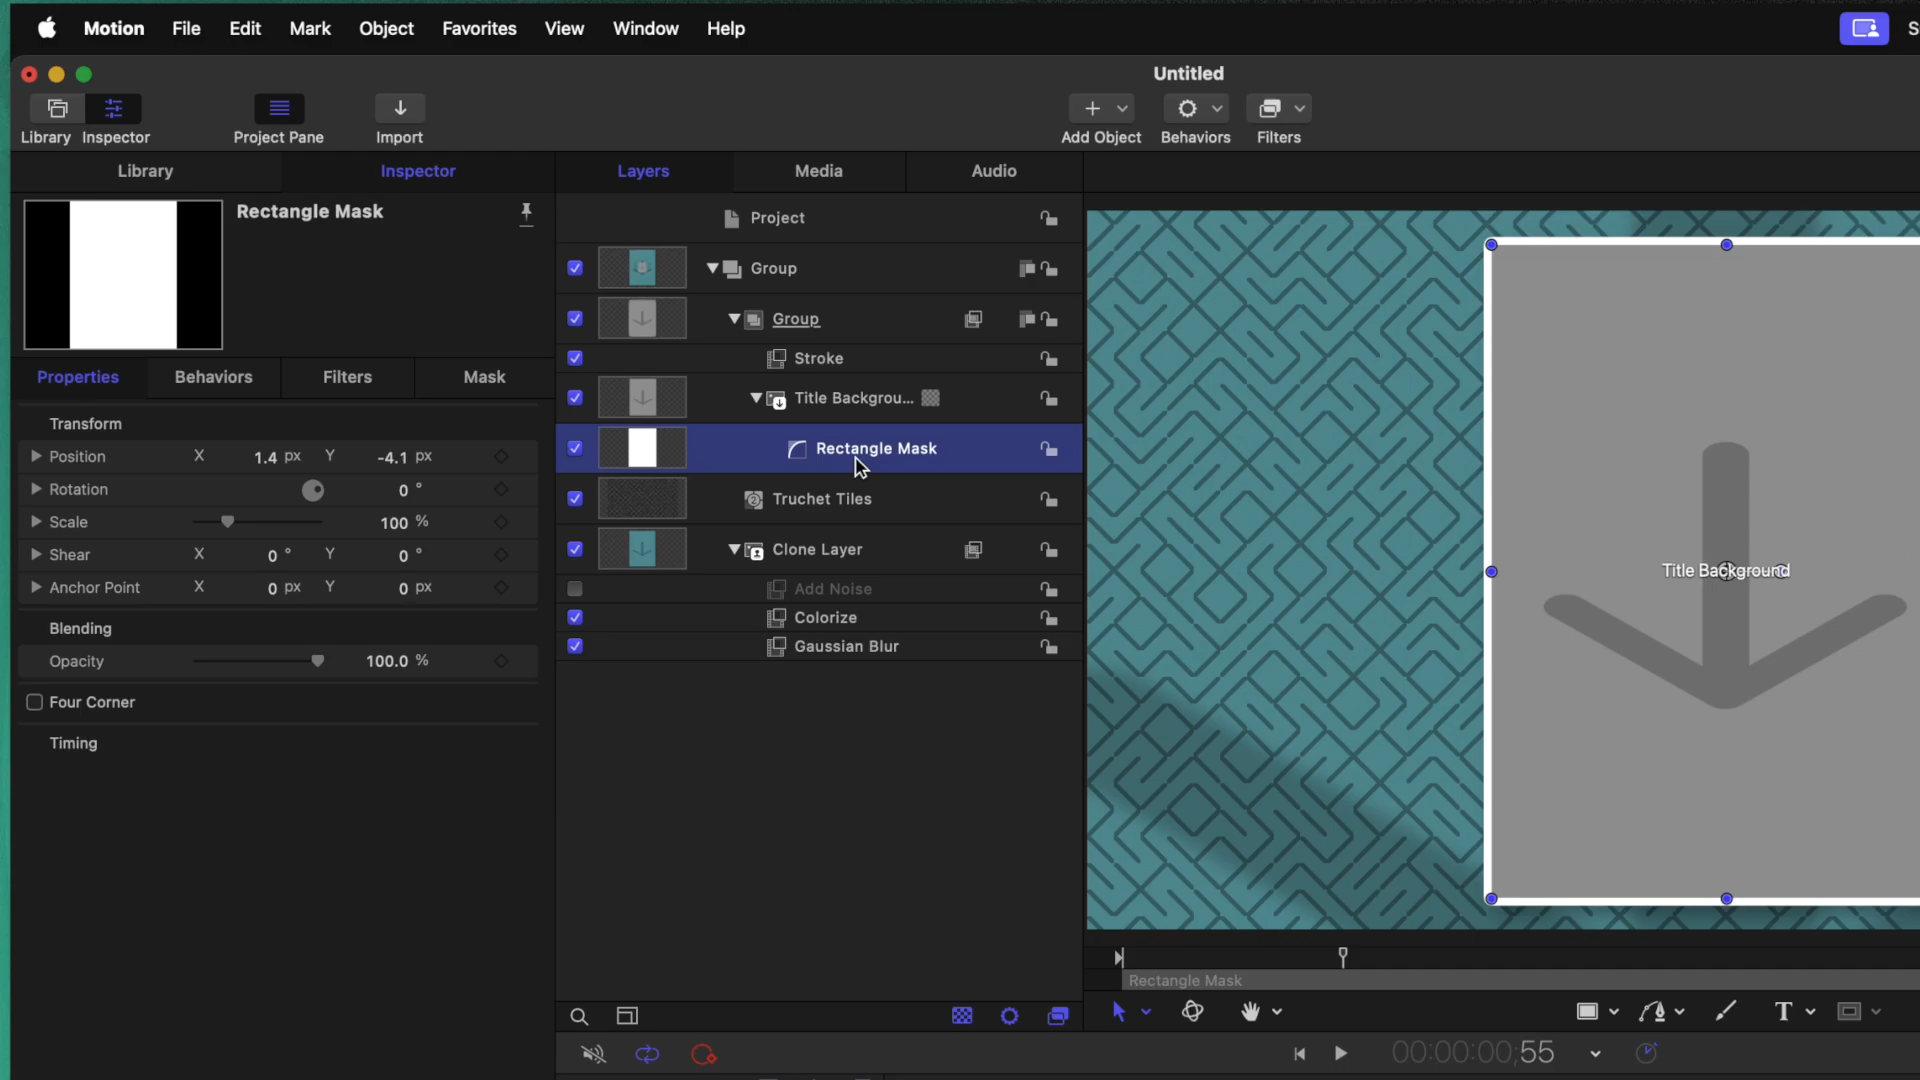 Motion File Edit Mark Object Favorites View Window Help
Untitled
Library Inspector Project Pane Import Add Object Behaviors Filters
Library Inspector Layers Media Audio
Rectangle Mask
Project
Group
Group
Stroke
Properties Behaviors Filters Mask
Title Backgrou...
Transform
Rectangle Mask
Position X 1.4 px Y -4.1 px
Rotation 0 °
Truchet Tiles
Scale 100 %
Shear X 0 ° Y 0 °
Clone Layer
Anchor Point X 0 px Y 0 px
Add Noise
Title Background
Blending
Colorize
Opacity 100.0 %
Gaussian Blur
Four Corner
Timing
Rectangle Mask
T
00:00:00;55